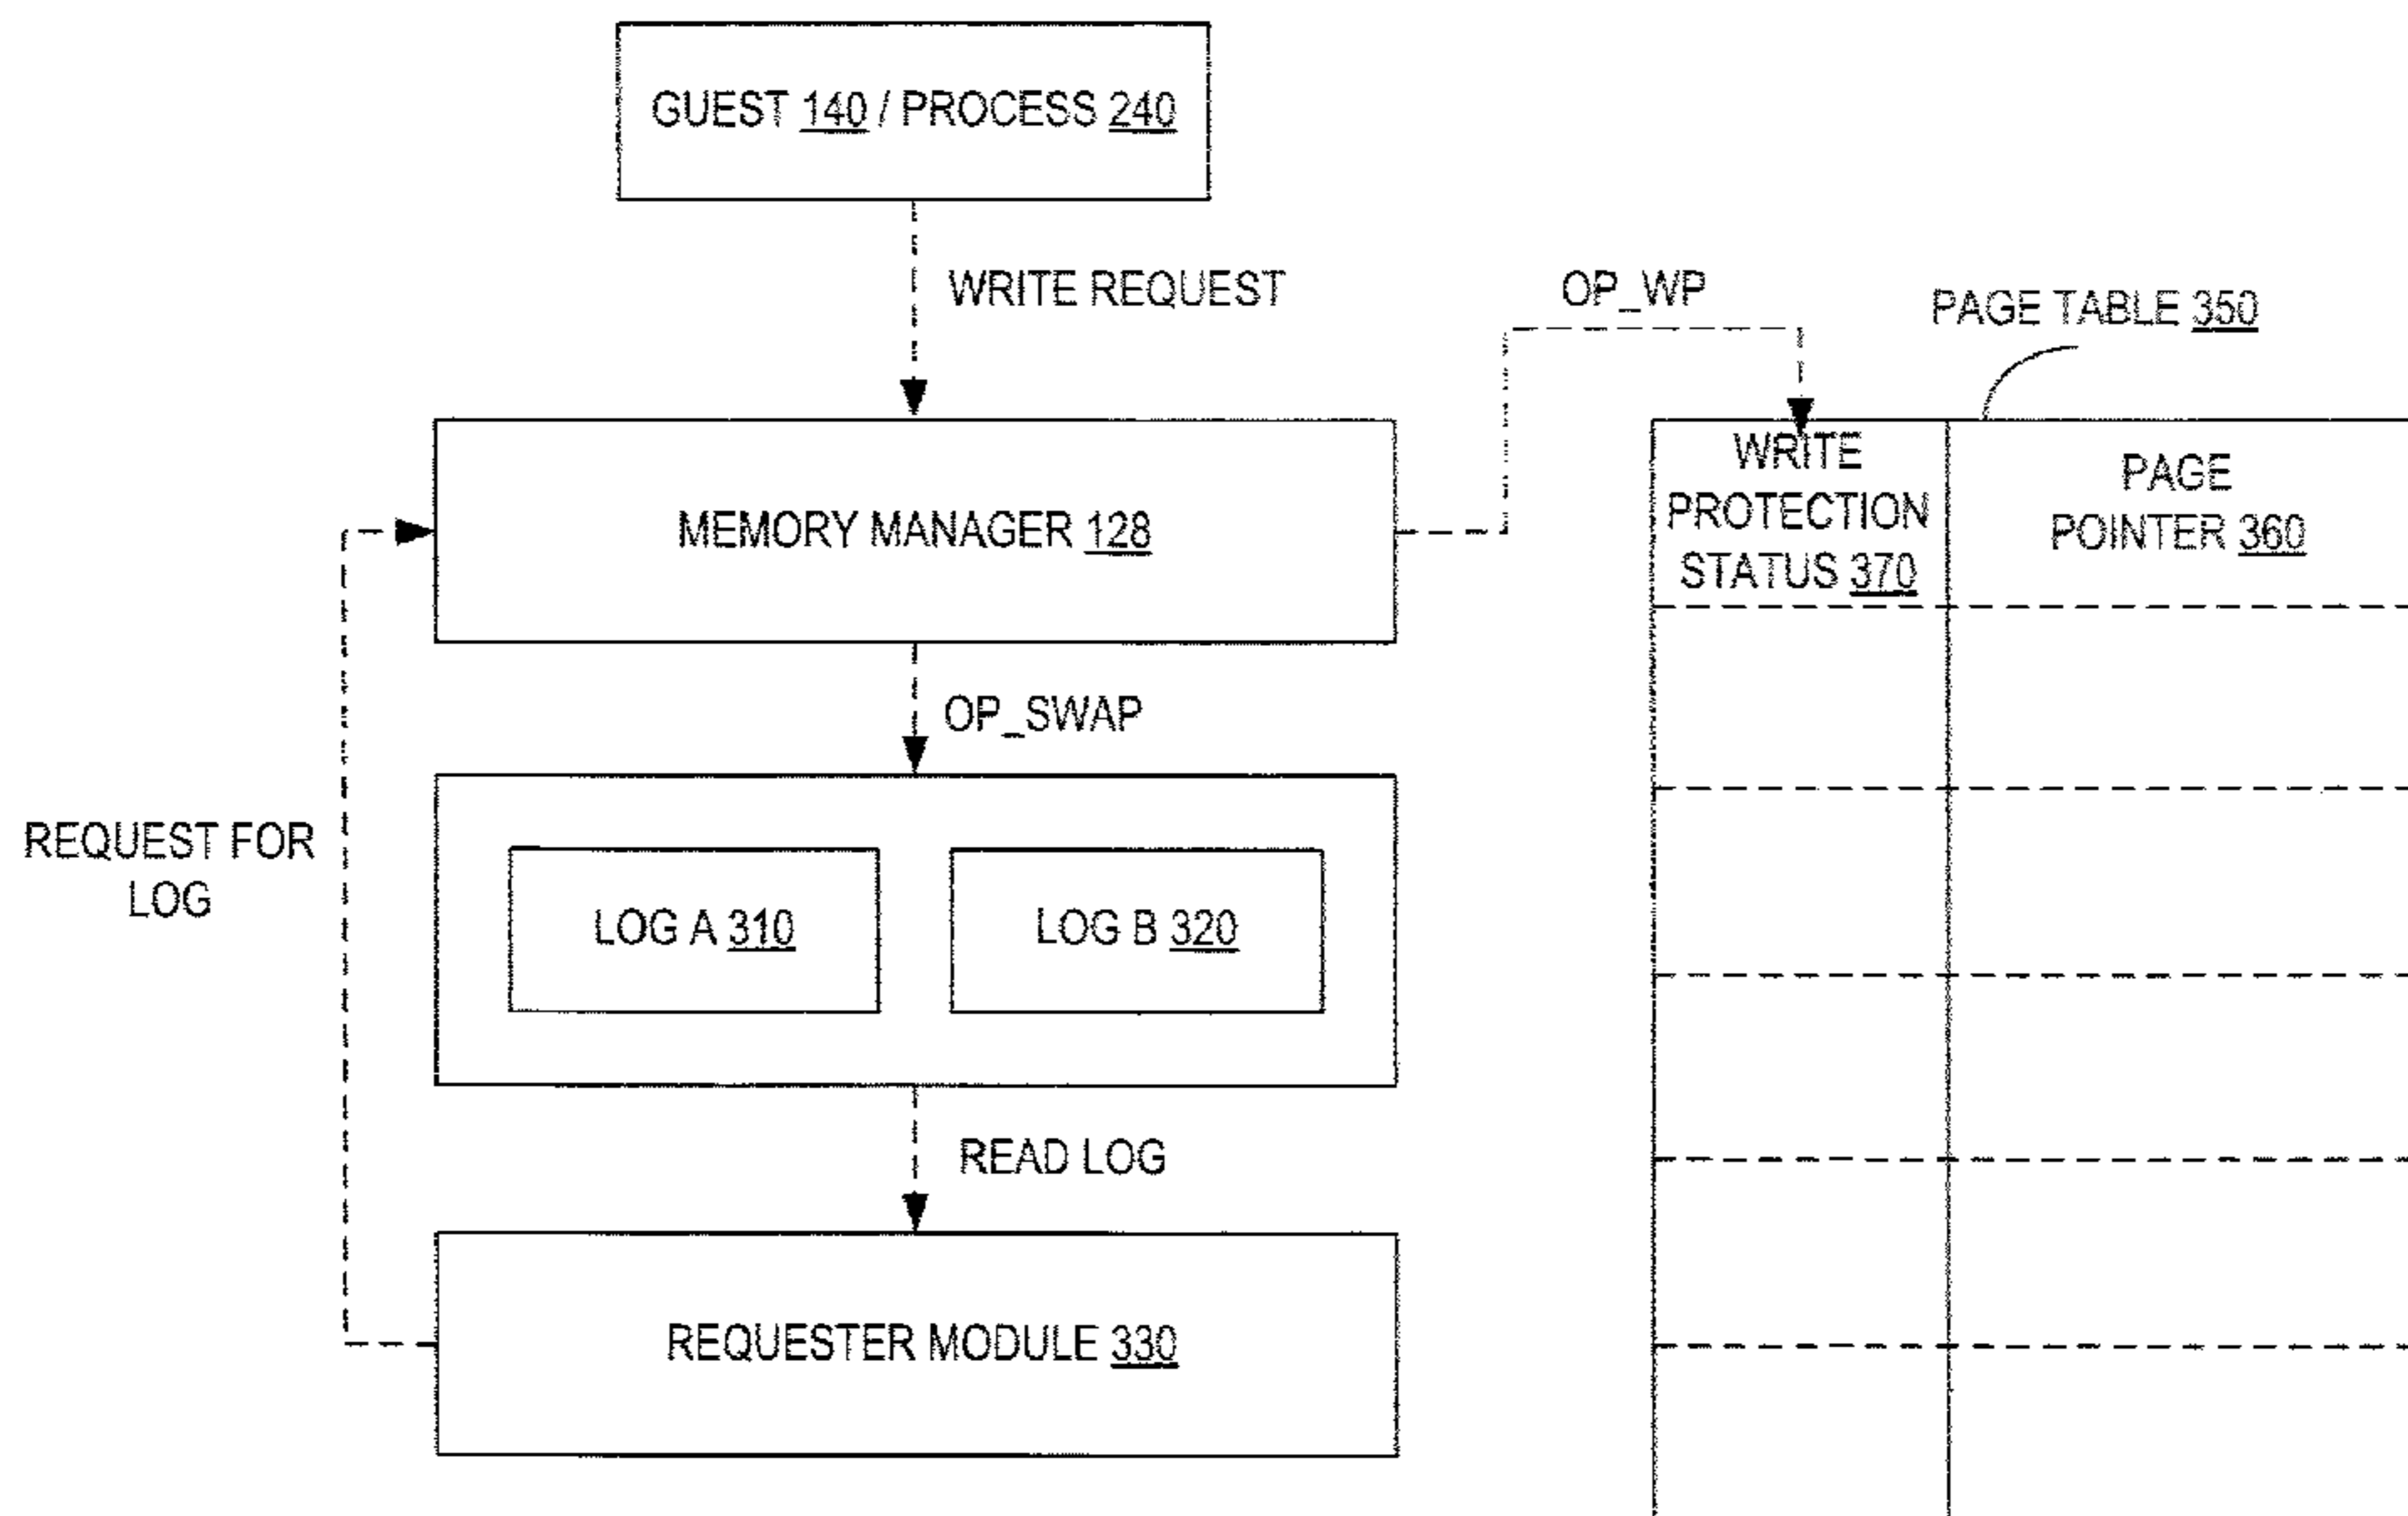 GUEST 140 / PROCESS 240
WRITE REQUEST
OP_WP
PAGE TABLE 350
MEMORY MANAGER 128
WRITE
PROTECTION
STATUS 370
PAGE
POINTER 360
OP_SWAP
REQUEST FOR
LOG
LOG A 310
LOG B 320
READ LOG
REQUESTER MODULE 330